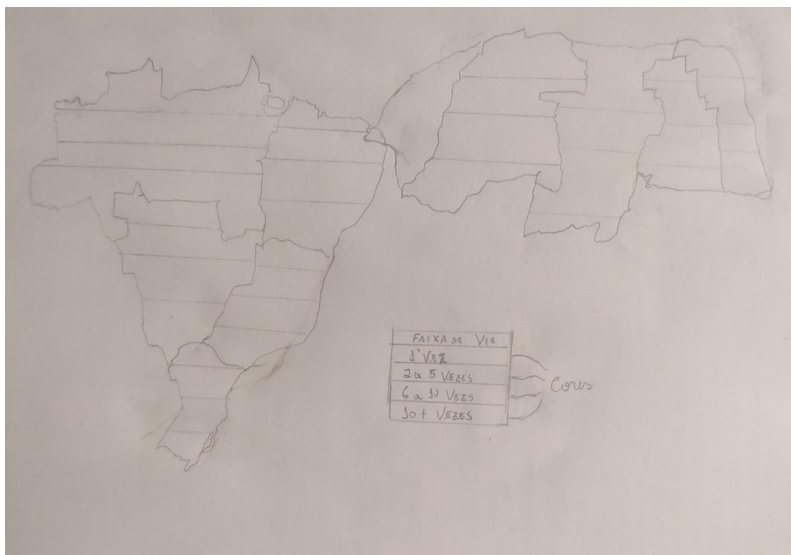 FAIXA DE VIS
1ª VEZ
2 a 5 VEZES
6 a 10 VEZES
10+ VEZES
Cores